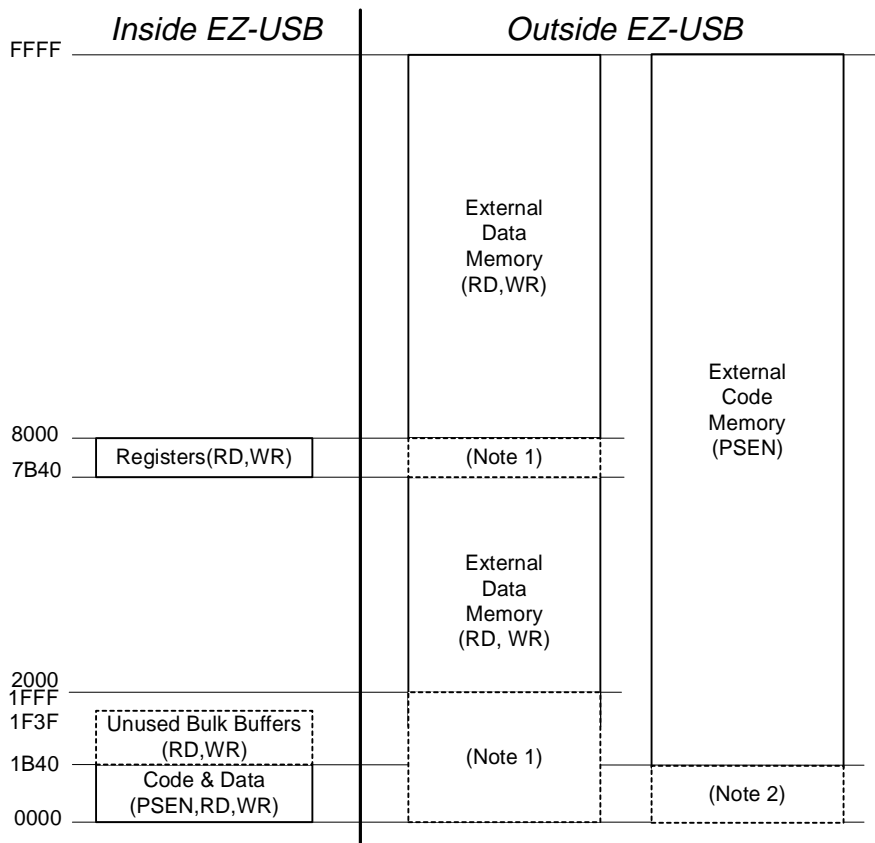 Inside EZ-USB
Outside EZ-USB
FFFF
External
Data
Memory
(RD,WR)
External
Code
Memory
(PSEN)
8000
Registers(RD,WR)
(Note 1)
7B40
External
Data
Memory
(RD, WR)
2000
1FFF
1F3F
Unused Bulk Buffers
(RD,WR)
(Note 1)
1B40
Code & Data
(PSEN,RD,WR)
(Note 2)
0000